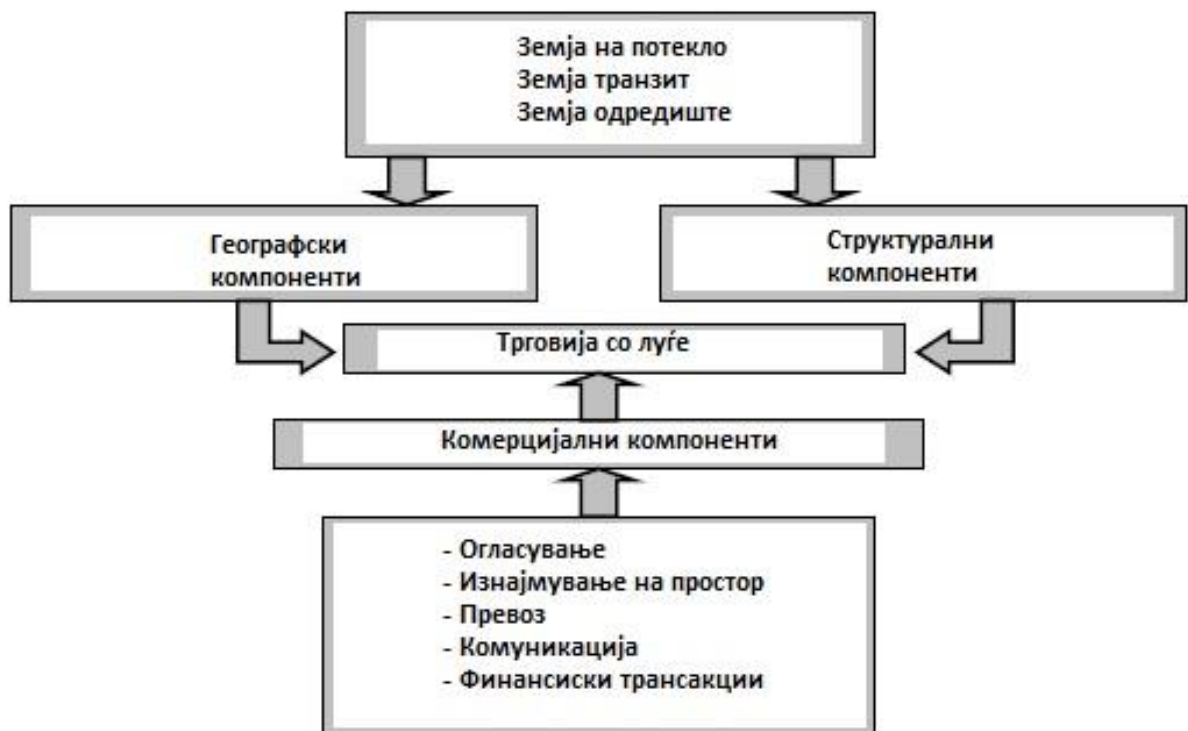 Земја на потекло
Земја транзит
Земја одредиште
Географски
компоненти
Структурални
компоненти
Трговија со луѓе
Комерцијални компоненти
- Огласување
- Изнајмување на простор
- Превоз
- Комуникација
- Финансиски трансакции